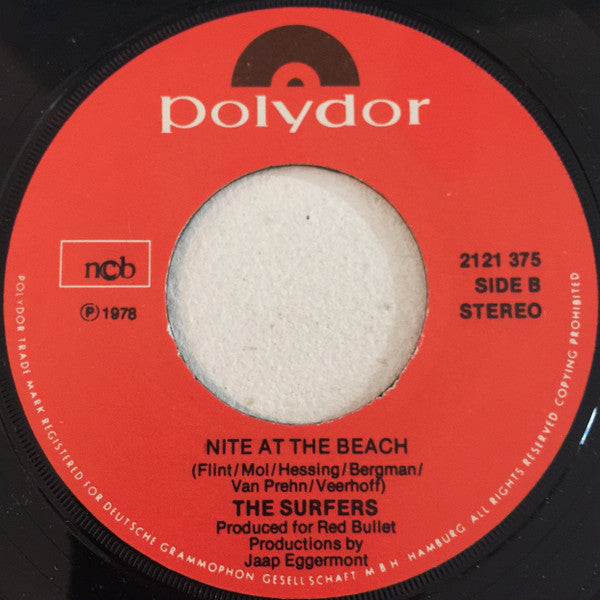 polydor
ncb
℗ 1978
2121 375
SIDE B
STEREO
NITE AT THE BEACH
(Flint/Mol/Hessing/Bergman/
Van Prehn/Veerhoff)
THE SURFERS
Produced for Red Bullet
Productions by
Jaap Eggermont
POLYDOR TRADE MARK REGISTERED FOR DEUTSCHE GRAMMOPHON GESELLSCHAFT MBH HAMBURG ALL RIGHTS RESERVED COPYING PROHIBITED